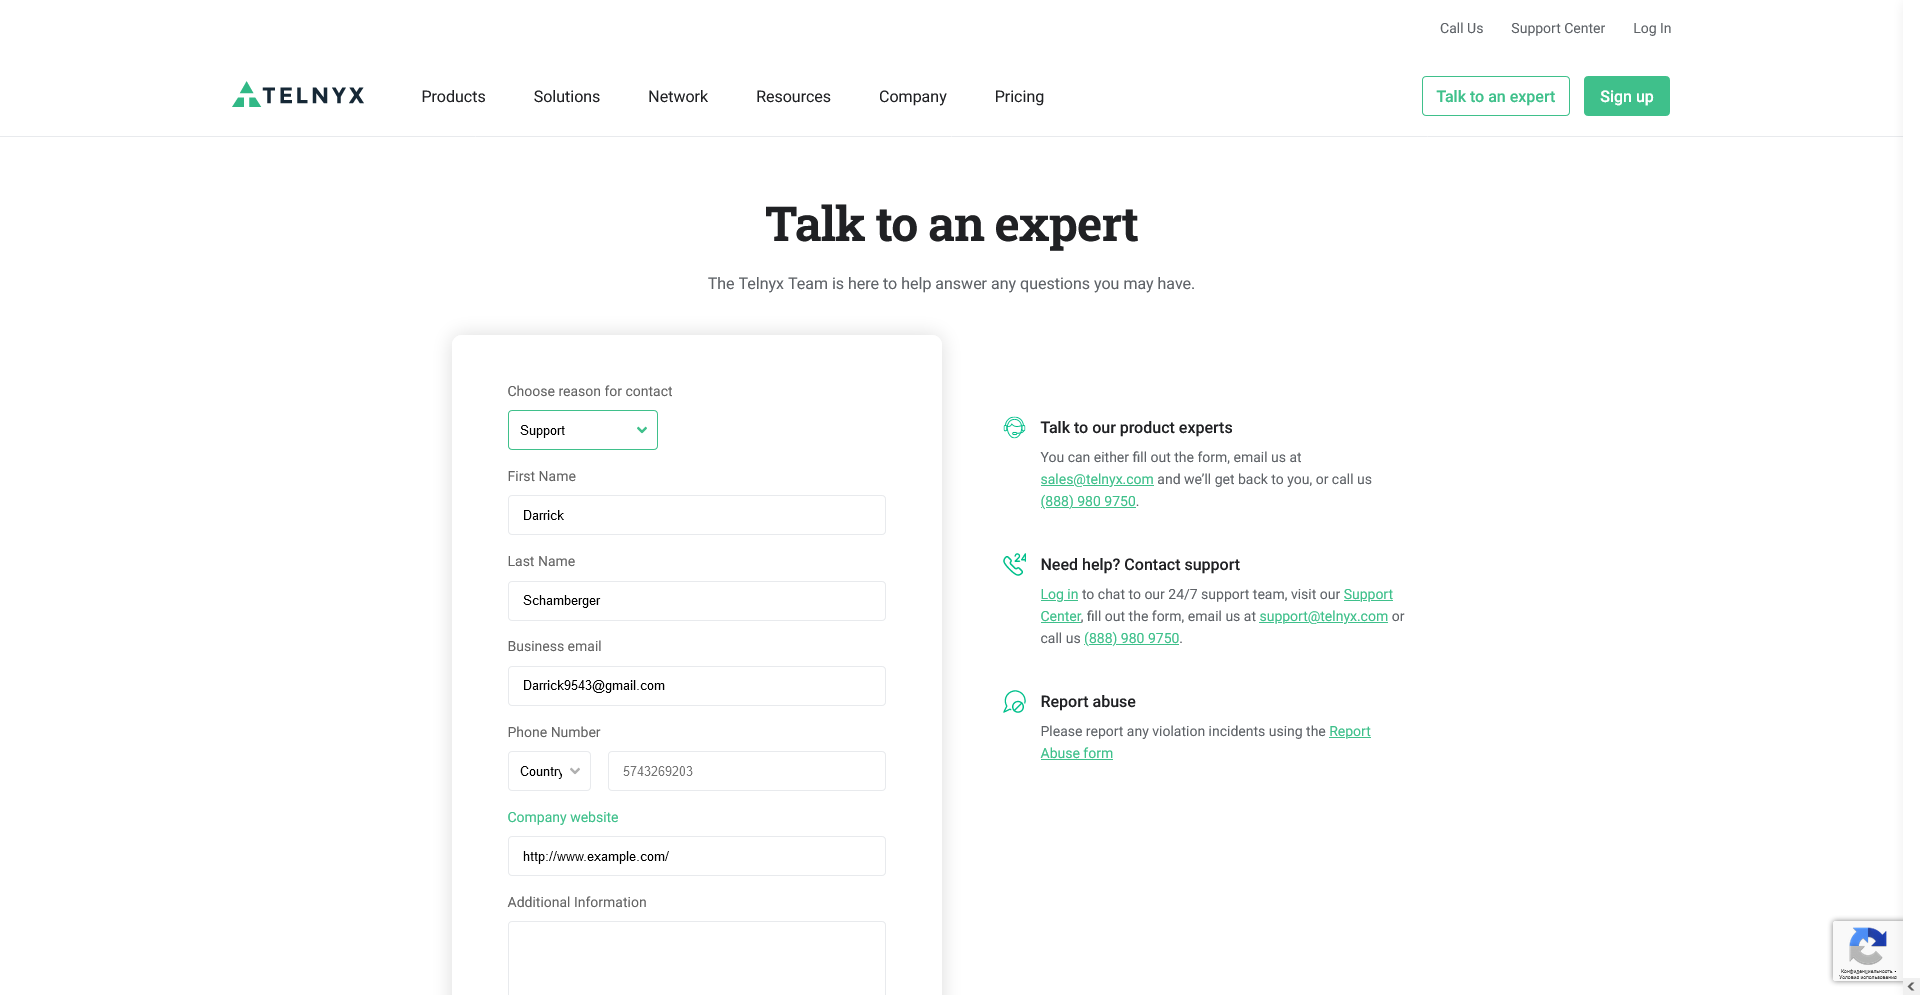 Call Us Support Center Log In
TELNYX Products Solutions Network Resources Company Pricing Talk to an expert Sign up
Talk to an expert
The Telnyx Team is here to help answer any questions you may have.
Choose reason for contact
Support
First Name
Darrick
Last Name
Schamberger
Business email
Darrick9543@gmail.com
Phone Number
Country 5743269203
Company website
http://www.example.com/
Additional Information
Talk to our product experts
You can either fill out the form, email us at
sales@telnyx.com and we'll get back to you, or call us
(888) 980 9750.
24
Need help? Contact support
Log in to chat to our 24/7 support team, visit our Support
Center, fill out the form, email us at support@telnyx.com or
call us (888) 980 9750.
Report abuse
Please report any violation incidents using the Report
Abuse form
Конфиденциальность -
Условия использования